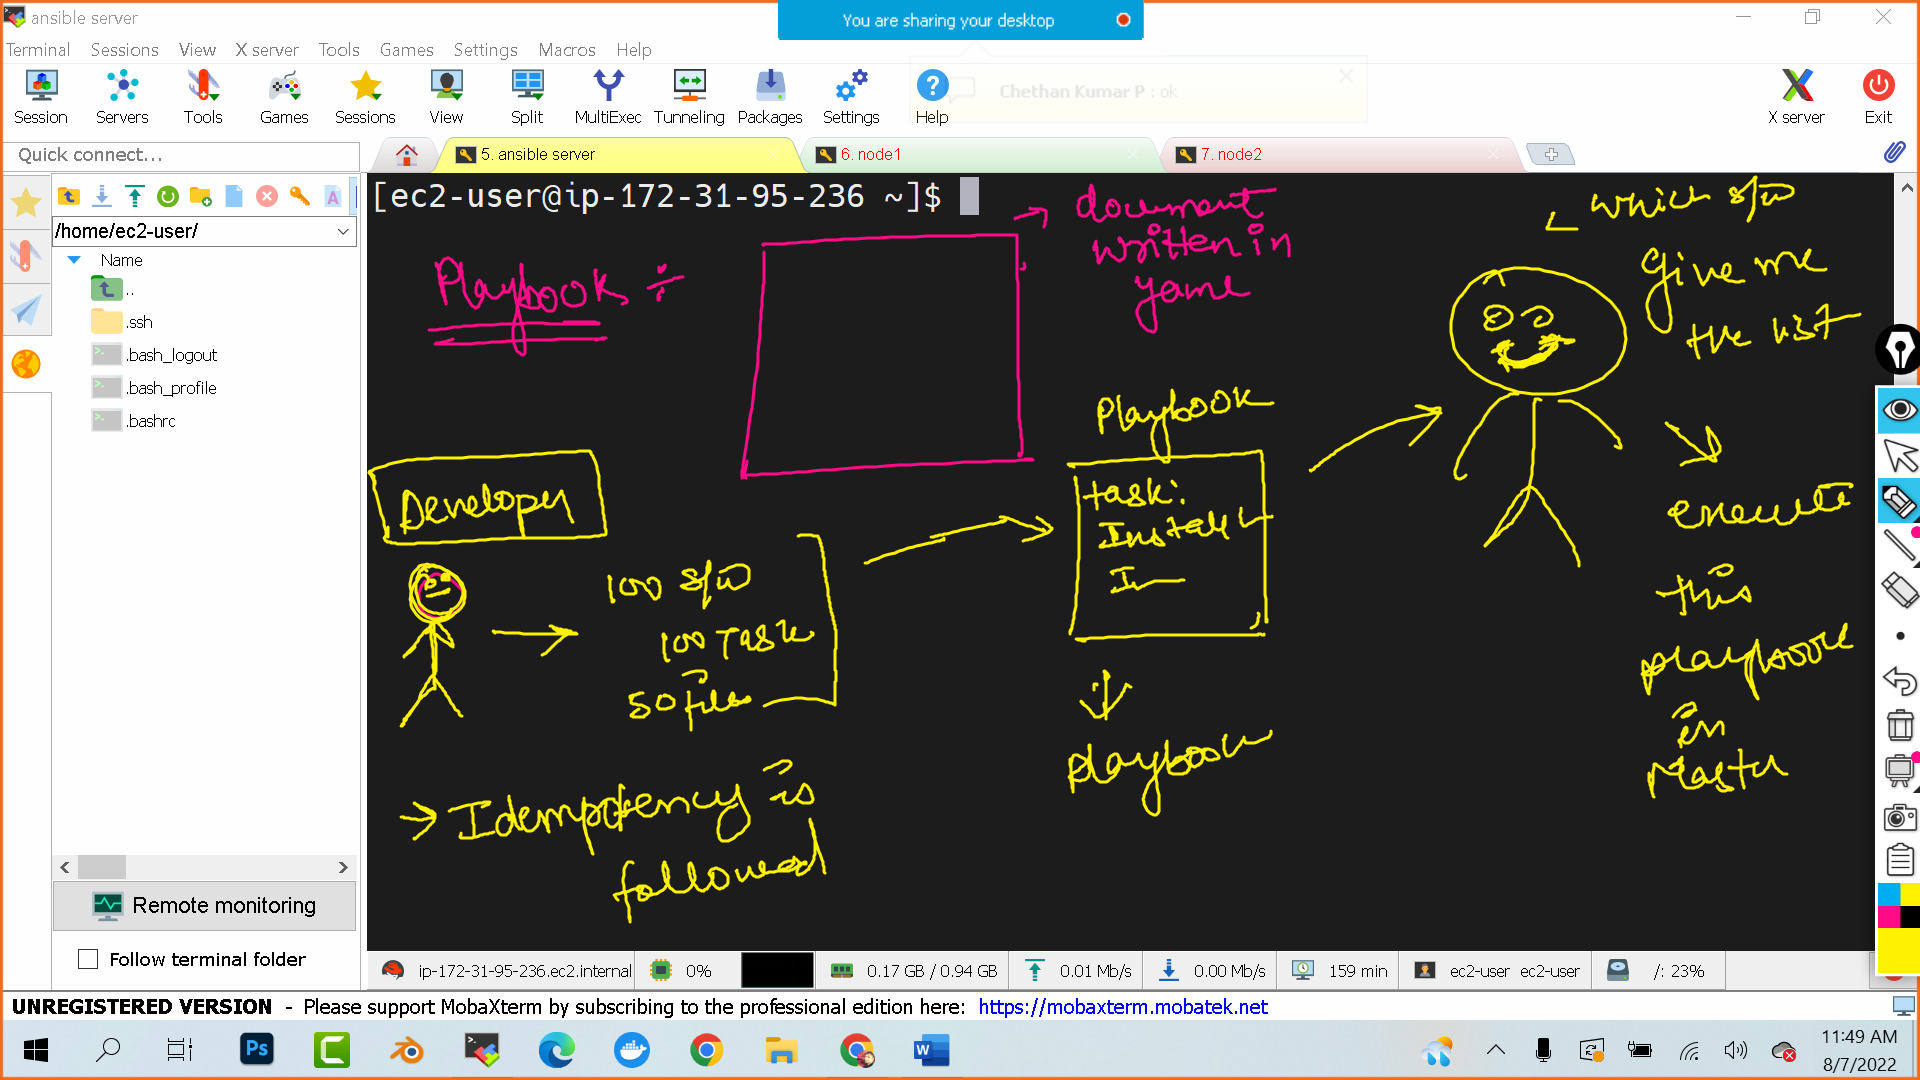 ansible server
You are sharing your desktop
Terminal Sessions View X server Tools Games Settings Macros Help
Chethan Kumar P : ok
Session Servers Tools Games Sessions View Split MultiExec Tunneling Packages Settings Help X server Exit
Quick connect...
5. ansible server
6. node1
7. node2
/home/ec2-user/
Name
..
.ssh
.bash_logout
.bash_profile
.bashrc
Remote monitoring
Follow terminal folder
[ec2-user@ip-172-31-95-236 ~]$
Playbook ÷
→ document
written in
yame
which s/w
give me
the list
Playbook
task:
Install
I
Developer
100 s/w
100 Task
50 files
Playbook
execute
this
playbook
in
Master
→ Idempotency is
followed
ip-172-31-95-236.ec2.internal 0% 0.17 GB / 0.94 GB 0.01 Mb/s 0.00 Mb/s 159 min ec2-user ec2-user /: 23%
UNREGISTERED VERSION - Please support MobaXterm by subscribing to the professional edition here: https://mobaxterm.mobatek.net
11:49 AM
8/7/2022